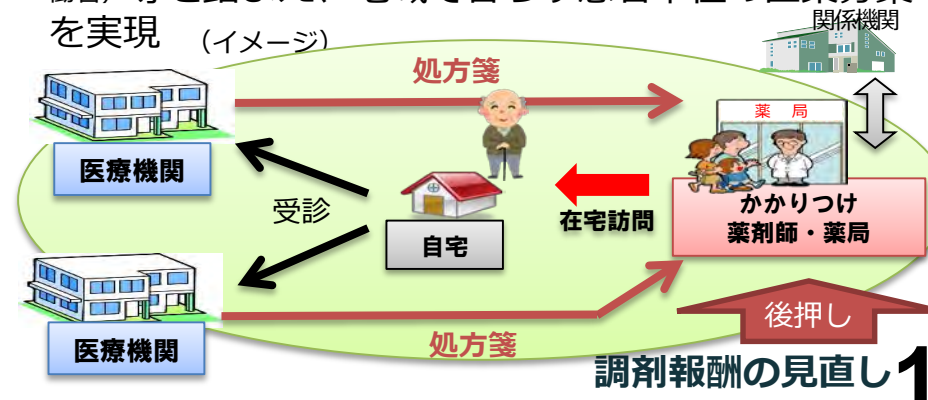 を実現
(イメージ)
関係機関
処方箋
薬 局
医療機関
受診
在宅訪問
かかりつけ
薬剤師・薬局
自宅
後押し
医療機関
処方箋
調剤報酬の見直し
1